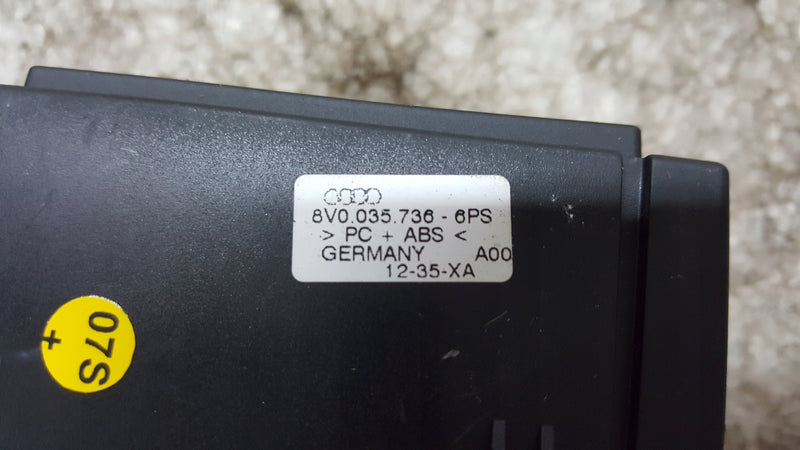 8V0.035.736 - 6PS
> PC + ABS <
GERMANY A00
12-35-XA
07S
+